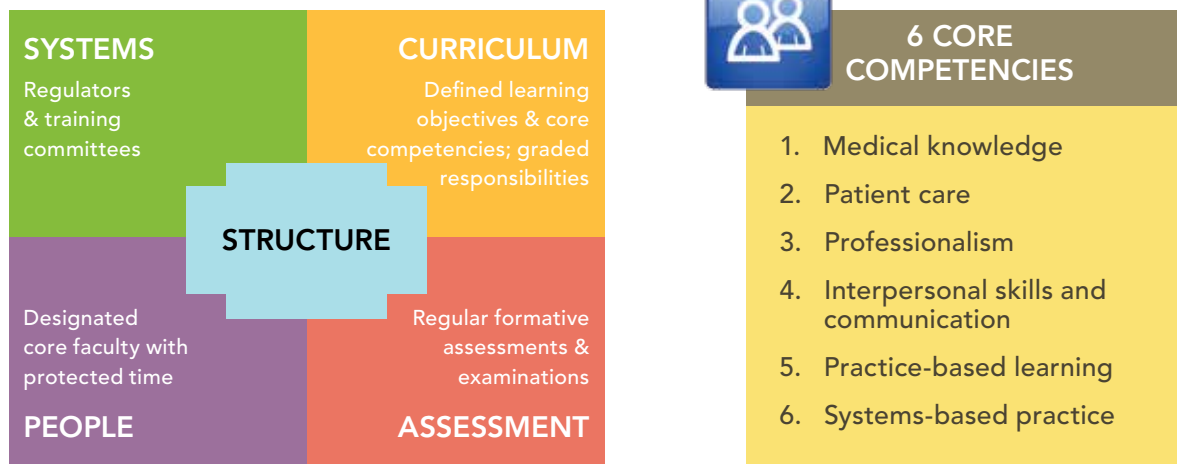 SYSTEMS
Regulators
& training
committees
CURRICULUM
Defined learning
objectives & core
competencies; graded
responsibilities
STRUCTURE
Designated
core faculty with
protected time
PEOPLE
Regular formative
assessments &
examinations
ASSESSMENT
6 CORE
COMPETENCIES
1. Medical knowledge
2. Patient care
3. Professionalism
4. Interpersonal skills and
communication
5. Practice-based learning
6. Systems-based practice